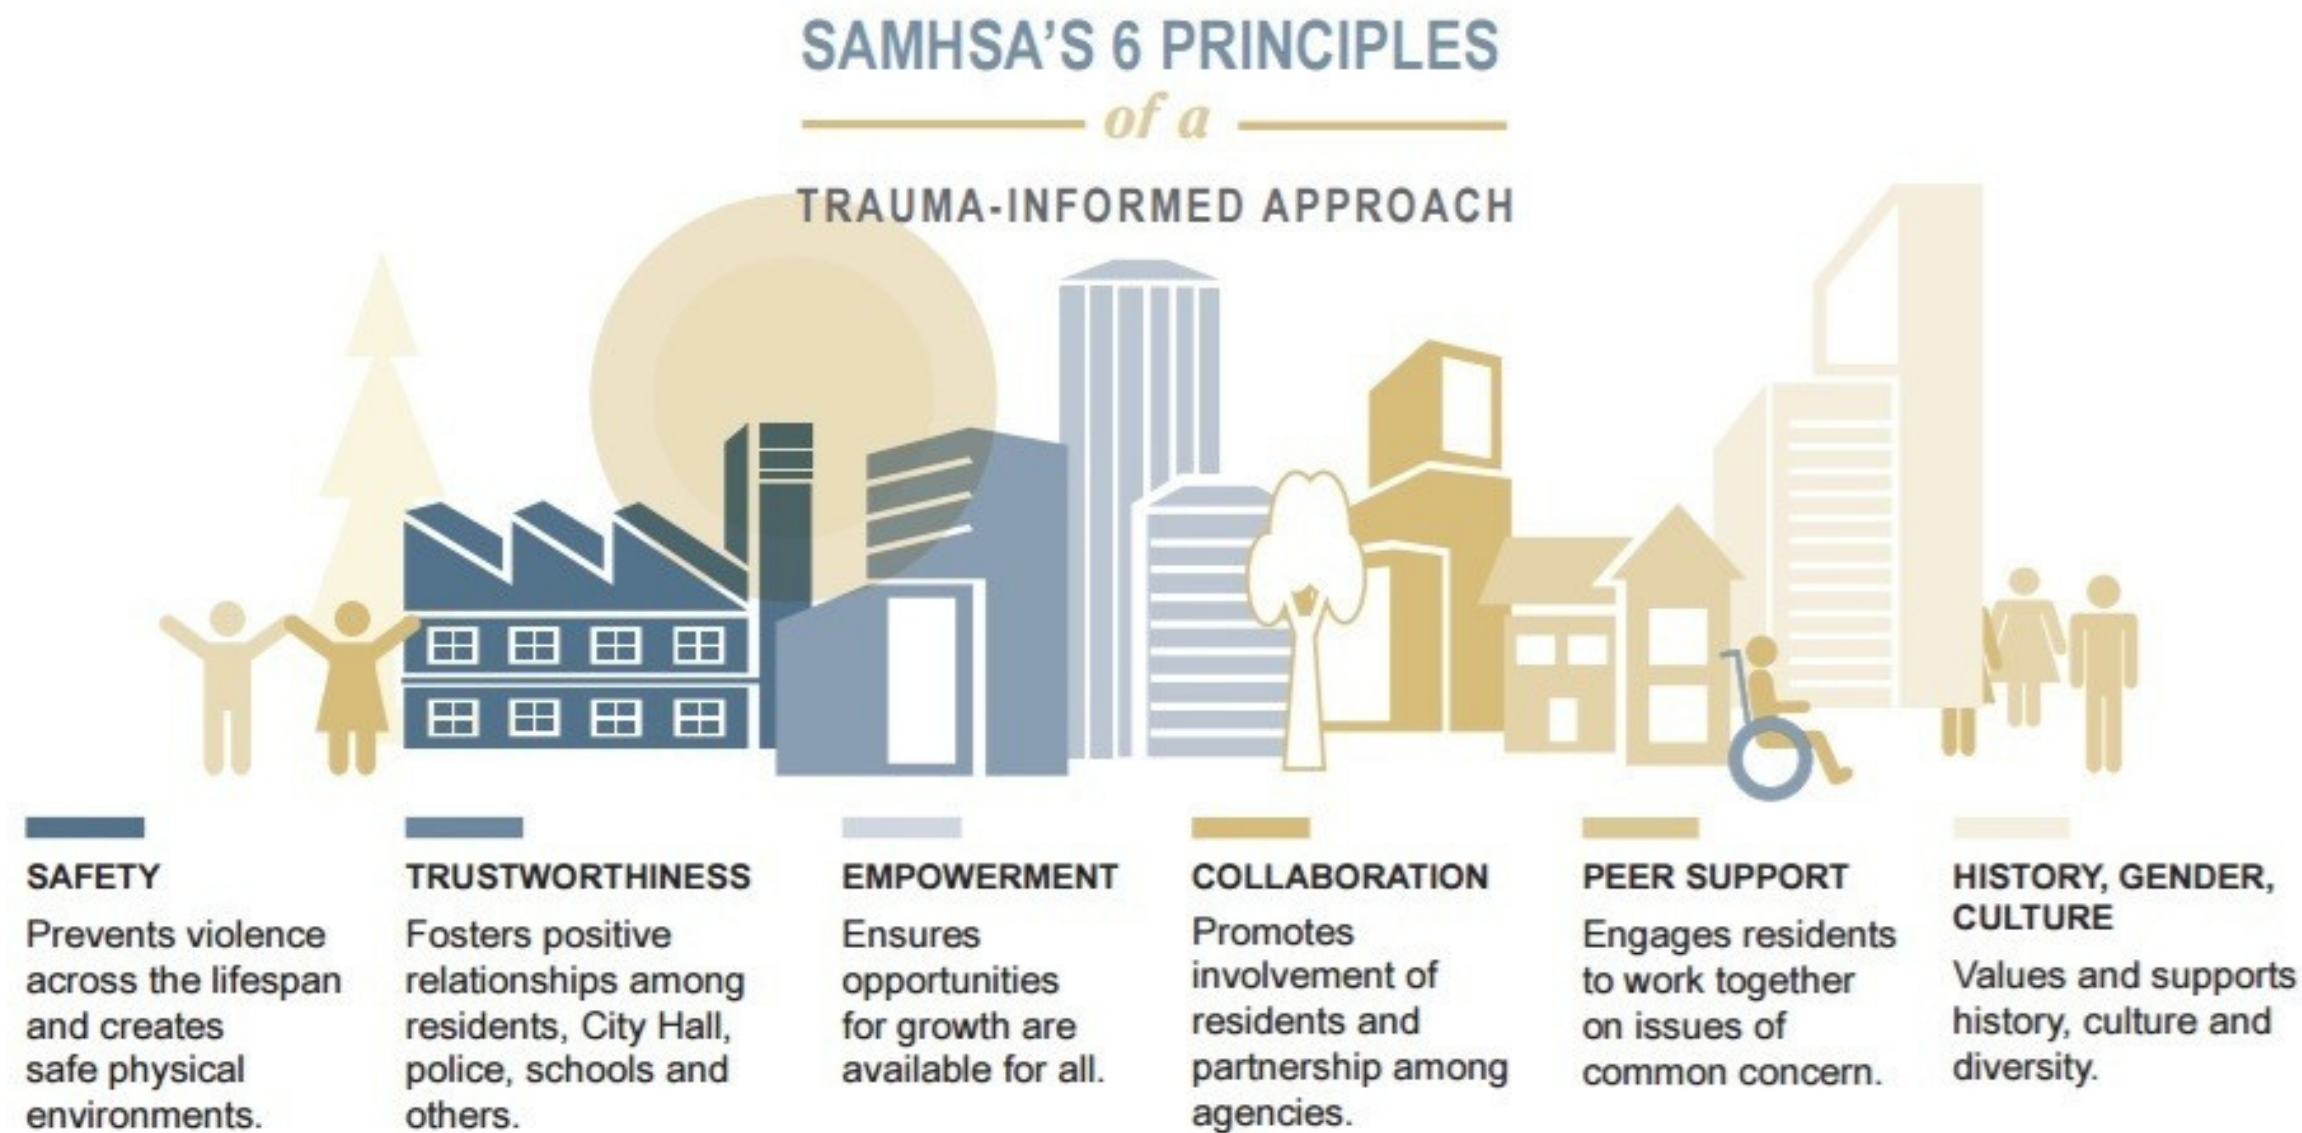 SAMHSA'S 6 PRINCIPLES
of a
TRAUMA-INFORMED APPROACH
SAFETY
Prevents violence
across the lifespan
and creates
safe physical
environments.
TRUSTWORTHINESS
Fosters positive
relationships among
residents, City Hall,
police, schools and
others.
EMPOWERMENT
Ensures
opportunities
for growth are
available for all.
COLLABORATION
Promotes
involvement of
residents and
partnership among
agencies.
PEER SUPPORT
Engages residents
to work together
on issues of
common concern.
HISTORY, GENDER,
CULTURE
Values and supports
history, culture and
diversity.